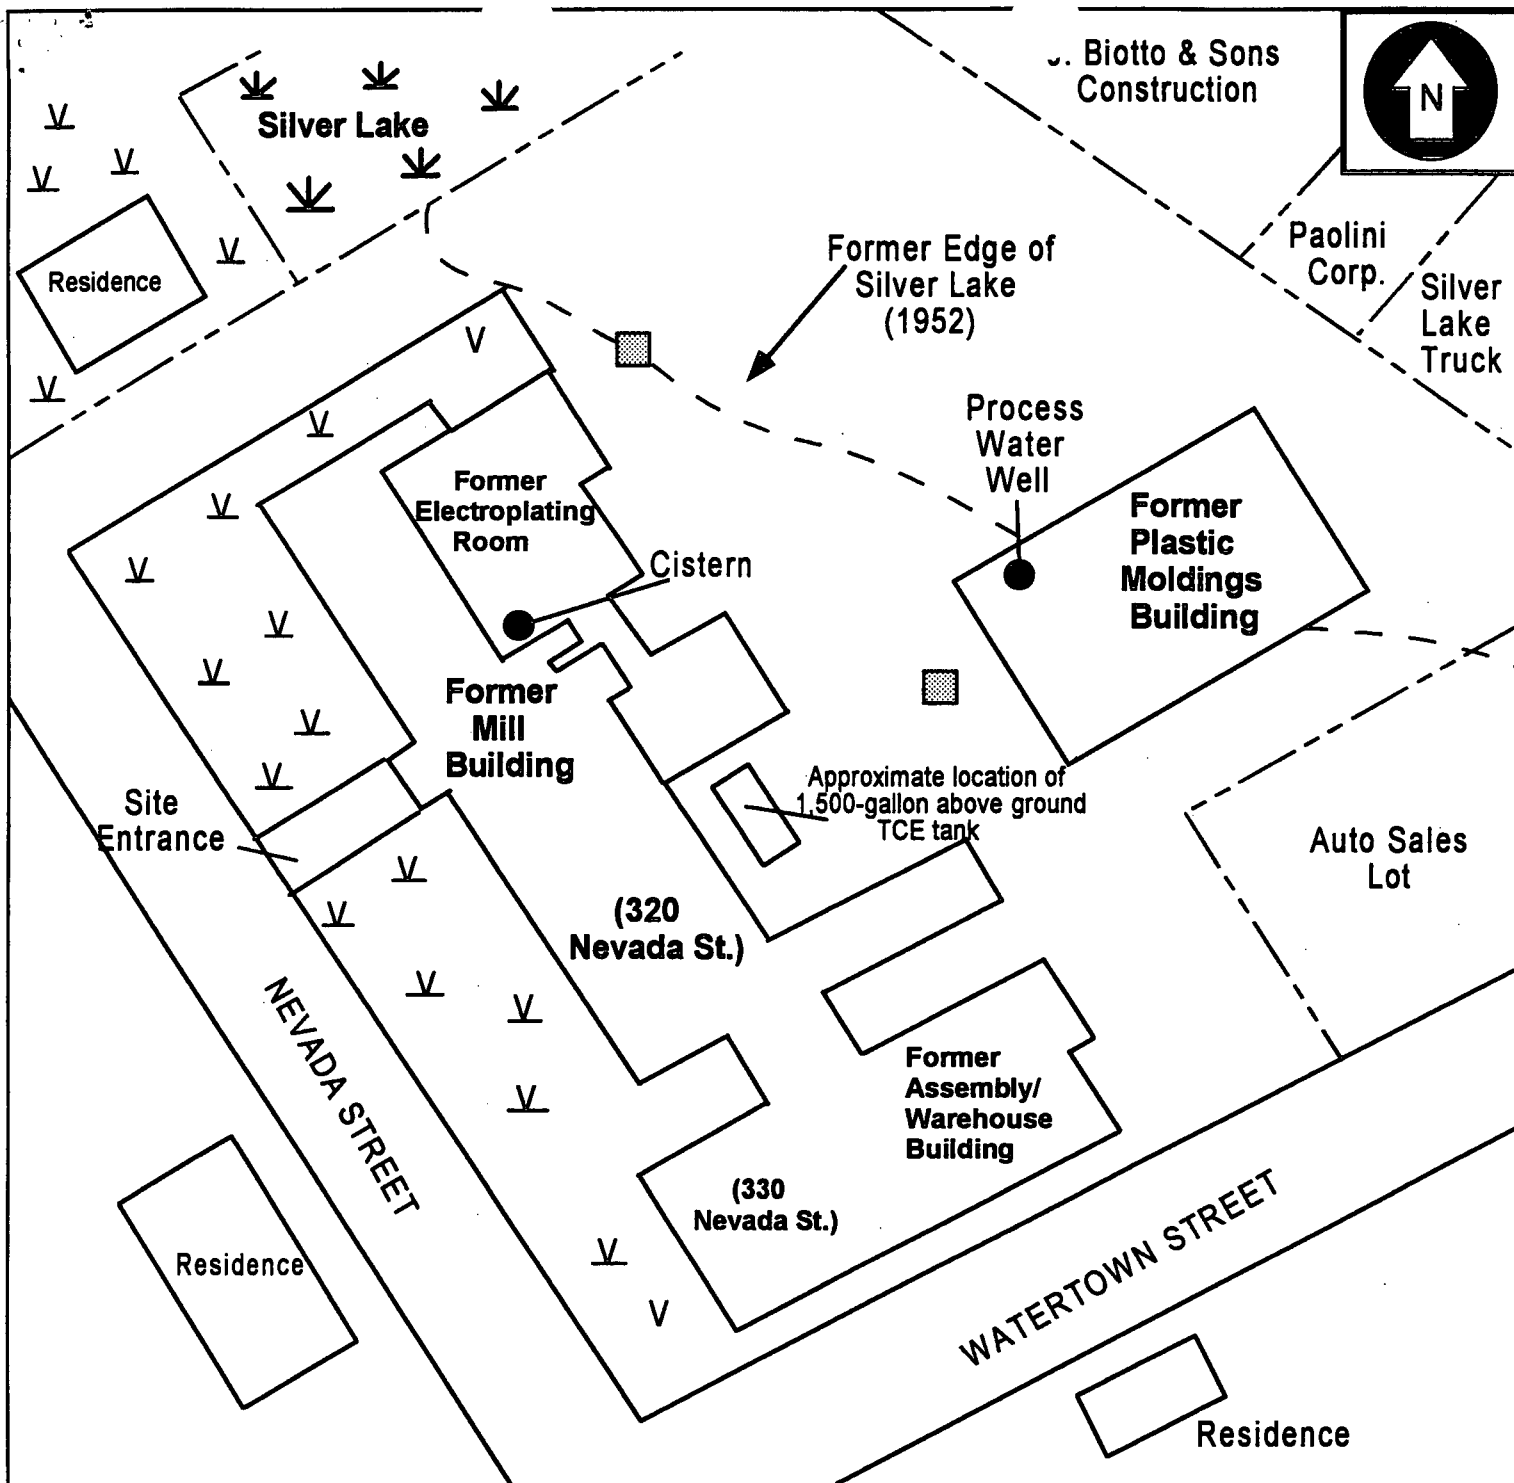 J. Biotto & Sons
Construction
N
Silver Lake
Residence
Former Edge of
Silver Lake
(1952)
Paolini
Corp.
Silver
Lake
Truck
Process
Water
Well
Former
Electroplating
Room
Former
Plastic
Moldings
Building
Cistern
Former
Mill
Building
Approximate location of
1,500-gallon above ground
TCE tank
Site
Entrance
Auto Sales
Lot
(320
Nevada St.)
NEVADA STREET
Former
Assembly/
Warehouse
Building
(330
Nevada St.)
Residence
WATERTOWN STREET
Residence